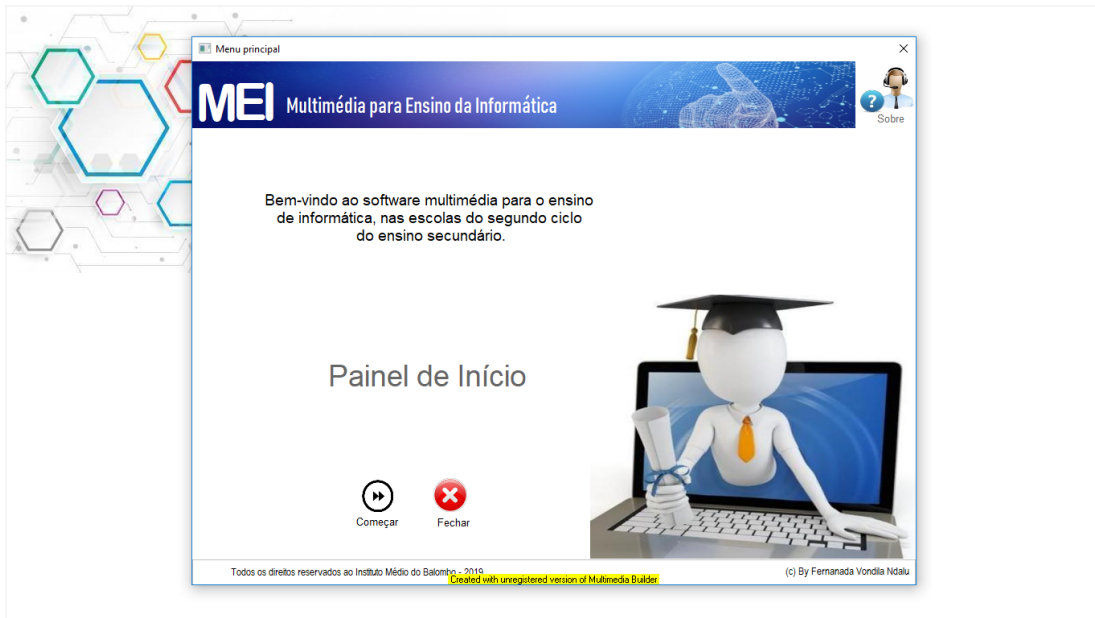 Menu principal
MEI Multimédia para Ensino da Informática
?
Sobre
Bem-vindo ao software multimédia para o ensino
de informática, nas escolas do segundo ciclo
do ensino secundário.
Painel de Início
Começar
Fechar
Todos os direitos reservados ao Instituto Médio do Balombo - 2019
Created with unregistered version of Multimedia Builder
(c) By Fernanada Vondila Ndalu